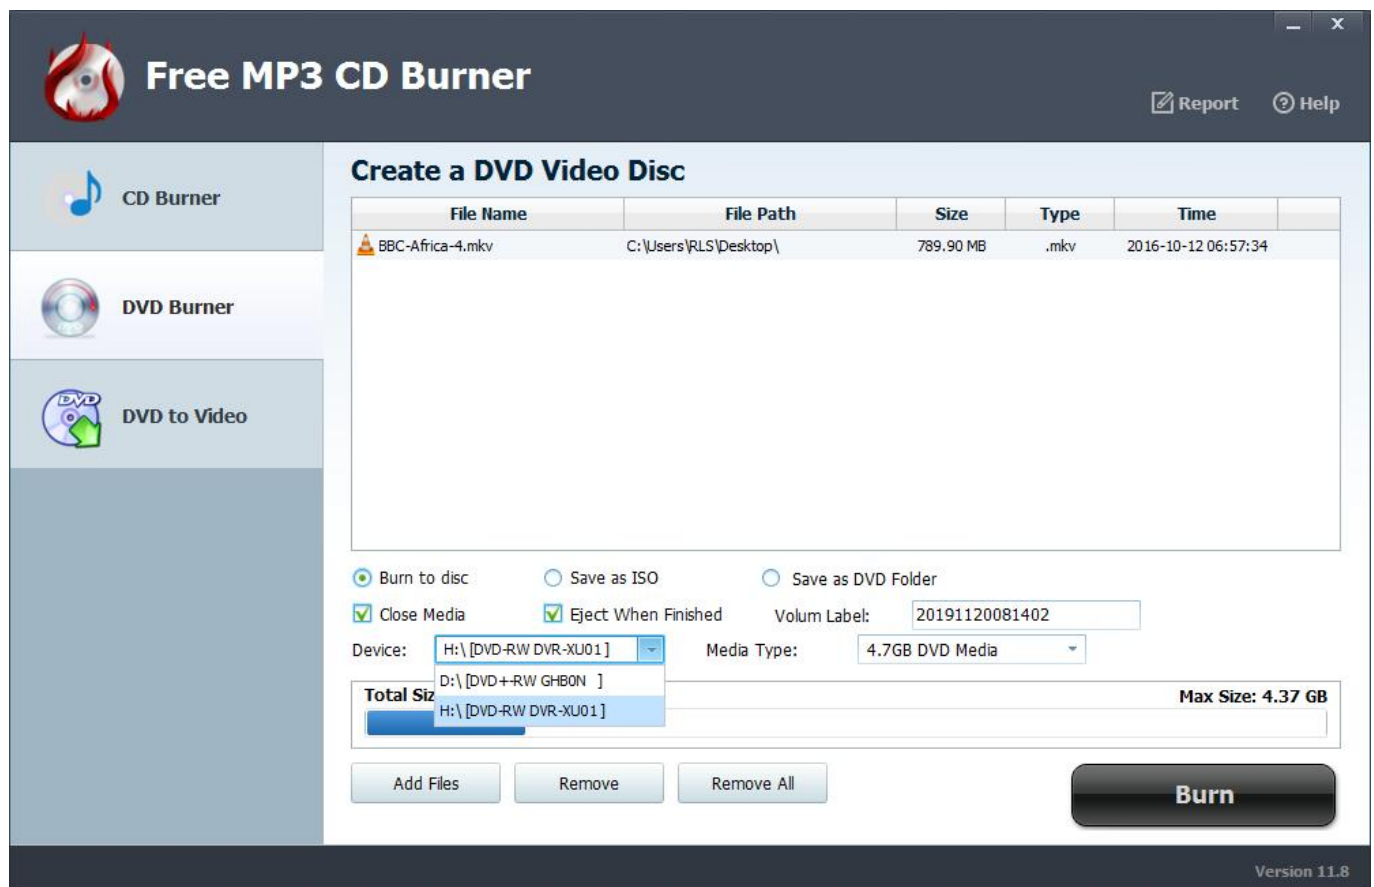 _ X
Free MP3 CD Burner
Report Help
CD Burner
DVD Burner
DVD to Video
Create a DVD Video Disc
File Name File Path Size Type Time
BBC-Africa-4.mkv C:\Users\RLS\Desktop\ 789.90 MB .mkv 2016-10-12 06:57:34
Burn to disc Save as ISO Save as DVD Folder
Close Media Eject When Finished Volum Label: 20191120081402
Device: H:\[DVD-RW DVR-XU01] Media Type: 4.7GB DVD Media
D:\[DVD+-RW GHB0N ]
H:\[DVD-RW DVR-XU01]
Total Siz Max Size: 4.37 GB
Add Files Remove Remove All Burn
Version 11.8